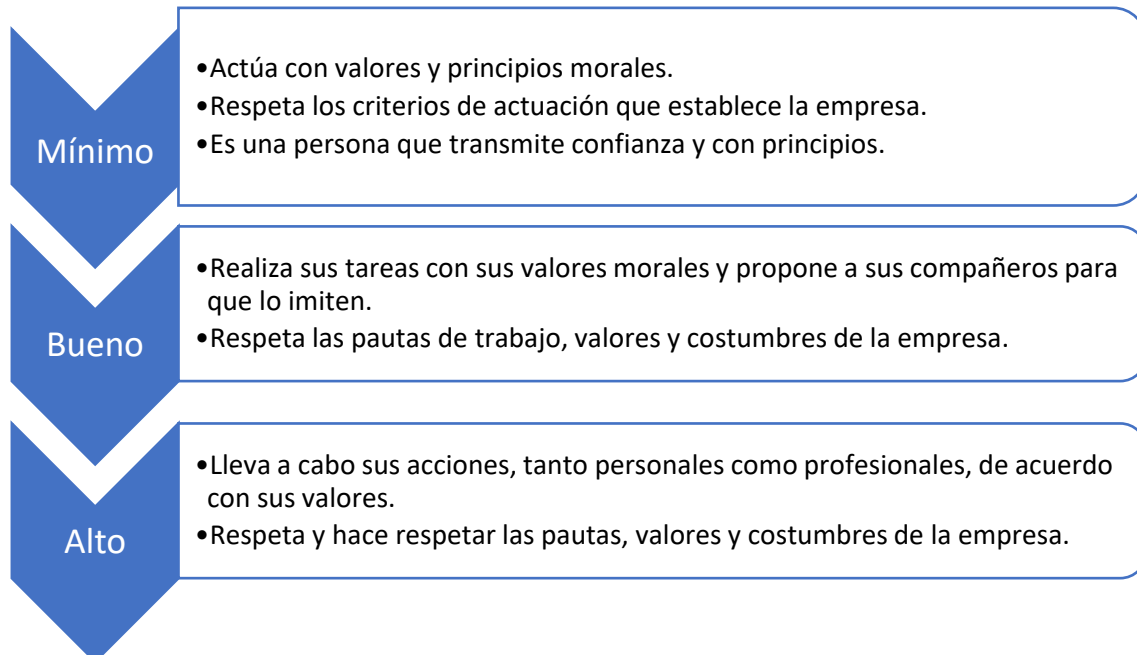 Mínimo
•Actúa con valores y principios morales.
•Respeta los criterios de actuación que establece la empresa.
•Es una persona que transmite confianza y con principios.
Bueno
•Realiza sus tareas con sus valores morales y propone a sus compañeros para
que lo imiten.
•Respeta las pautas de trabajo, valores y costumbres de la empresa.
Alto
•Lleva a cabo sus acciones, tanto personales como profesionales, de acuerdo
con sus valores.
•Respeta y hace respetar las pautas, valores y costumbres de la empresa.